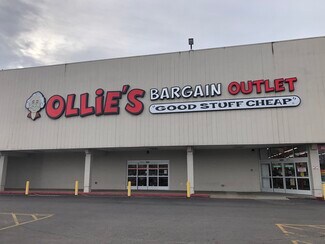 OLLiE'S BARGAIN OUTLET
"GOOD STUFF CHEAP"